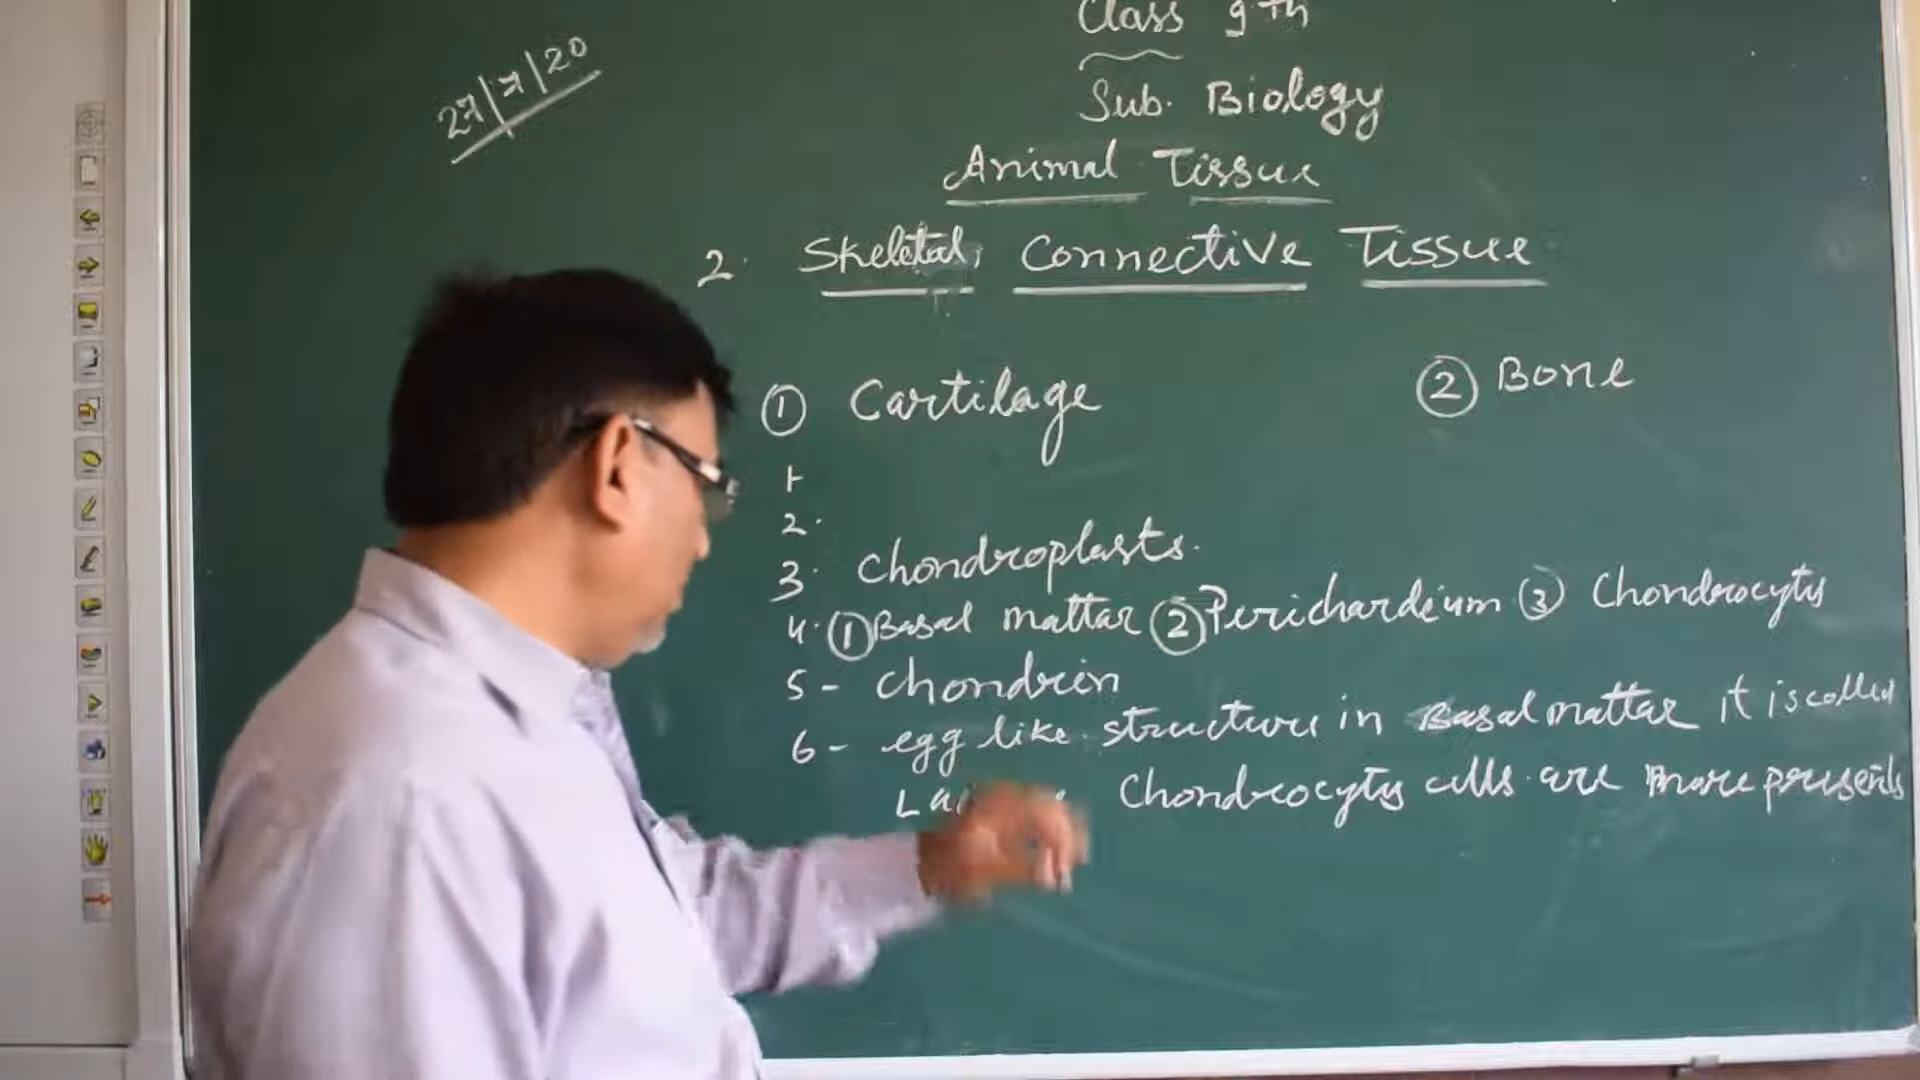 27/7/20
Class 9th
Sub. Biology
Animal Tissue
2. Skeletal Connective Tissue
① Cartilage
② Bone
1
2.
3. Chondroplasts.
4. ① Basal mattar ② Perichardium ③ Chondrocyts
5 - Chondrin
6 - egg like structure in Basal mattar it is called
Chondrocyts cells are more presents